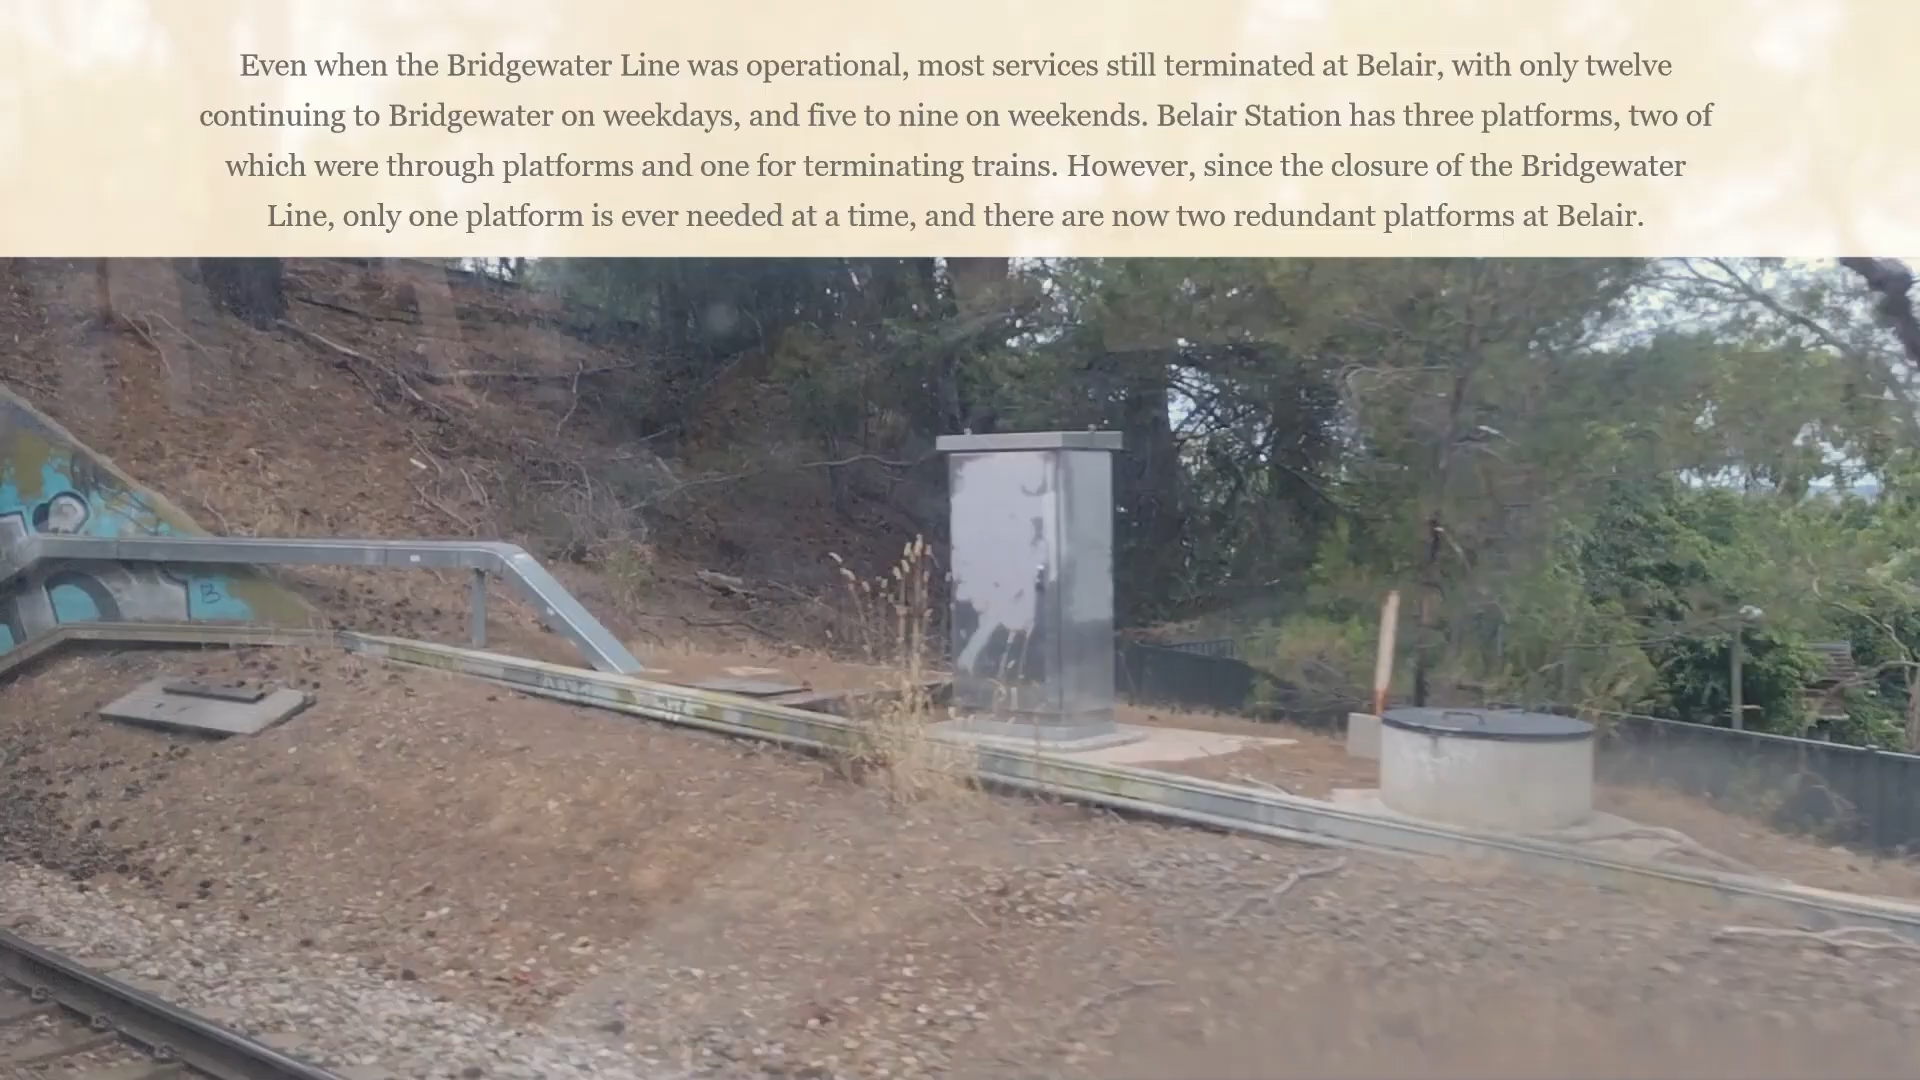 Even when the Bridgewater Line was operational, most services still terminated at Belair, with only twelve
continuing to Bridgewater on weekdays, and five to nine on weekends. Belair Station has three platforms, two of
which were through platforms and one for terminating trains. However, since the closure of the Bridgewater
Line, only one platform is ever needed at a time, and there are now two redundant platforms at Belair.
B